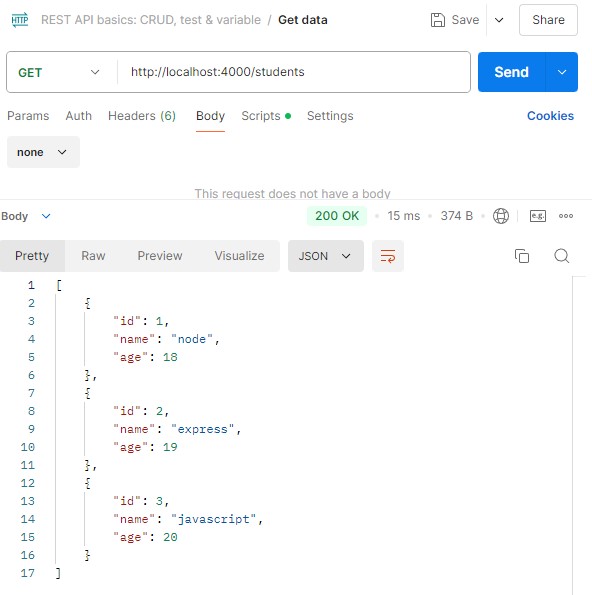 HTTP REST API basics: CRUD, test & variable / Get data Save Share
GET http://localhost:4000/students Send
Params Auth Headers (6) Body Scripts Settings Cookies
none
This request does not have a body
Body 200 OK 15 ms 374 B e.g.
Pretty Raw Preview Visualize JSON
1 [
2 {
3 "id": 1,
4 "name": "node",
5 "age": 18
6 },
7 {
8 "id": 2,
9 "name": "express",
10 "age": 19
11 },
12 {
13 "id": 3,
14 "name": "javascript",
15 "age": 20
16 }
17 ]